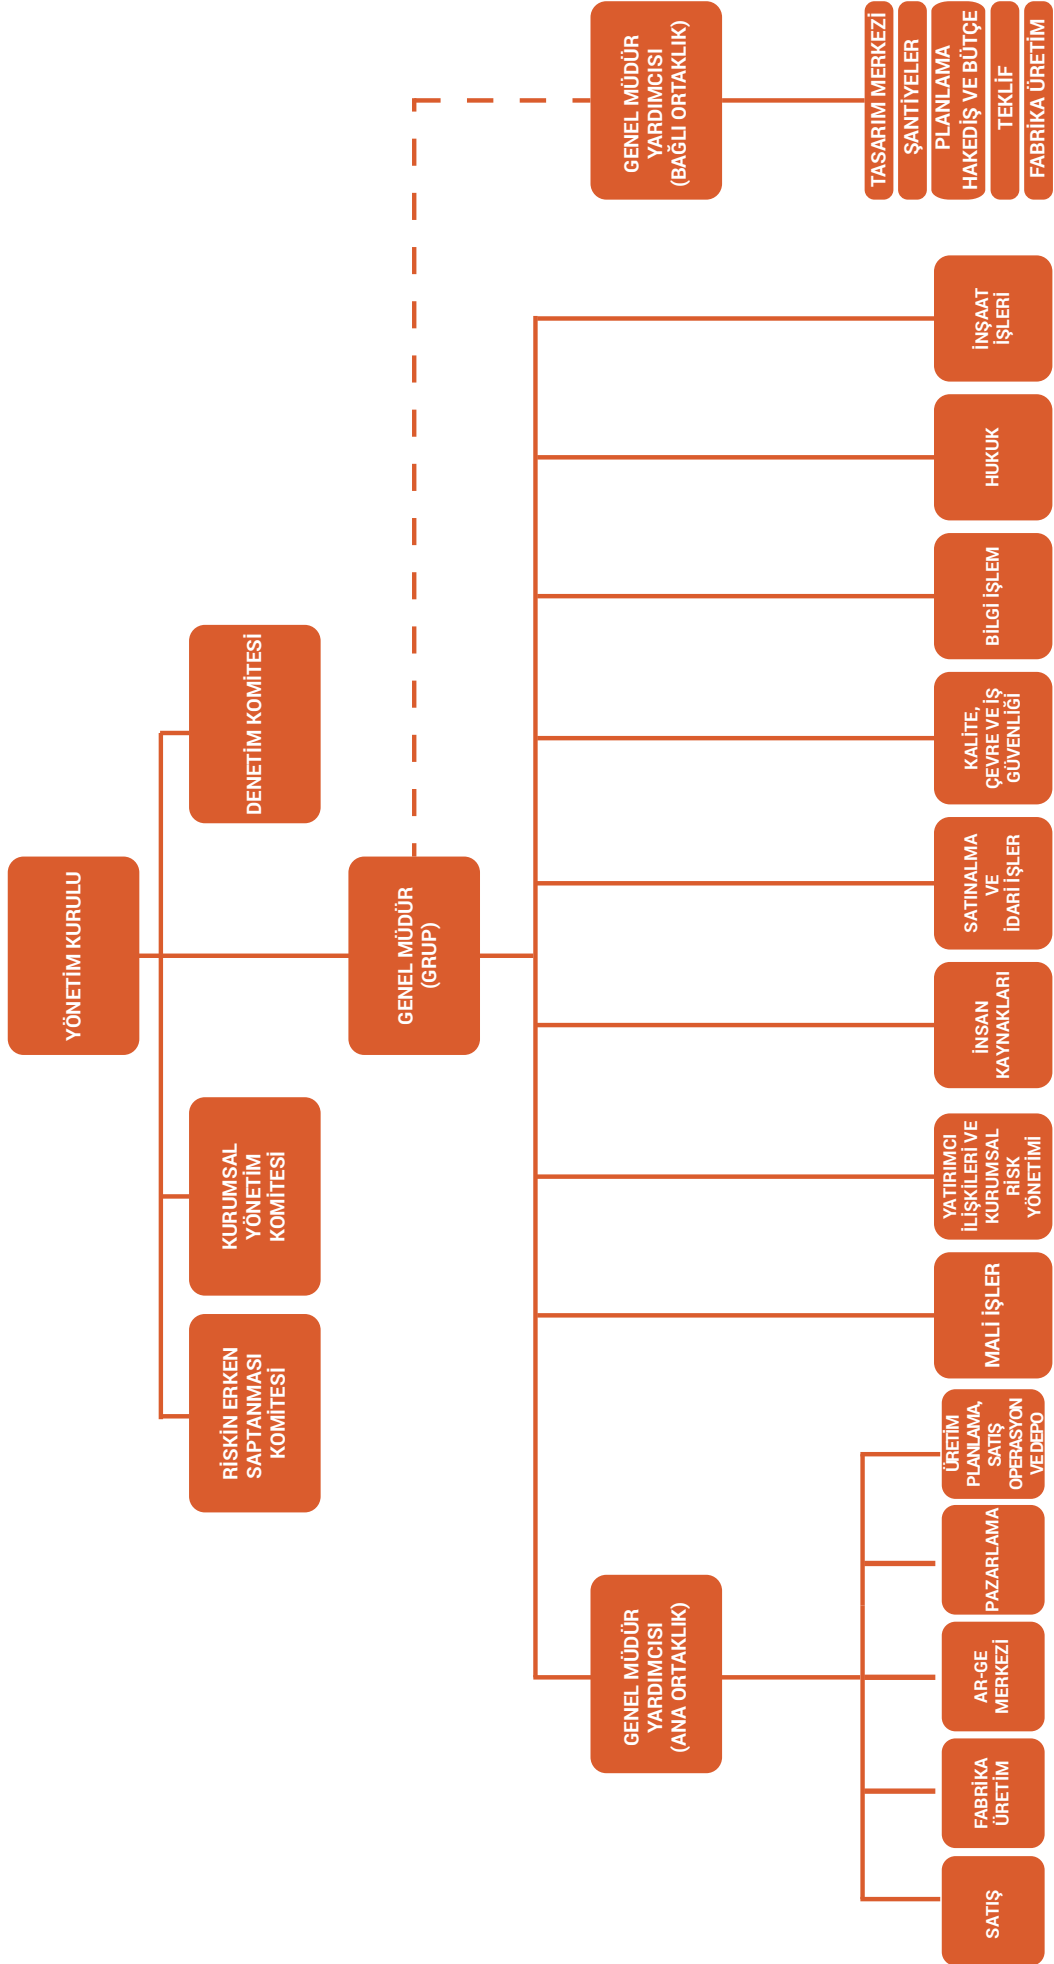 YÖNETİM KURULU
RİSKİN ERKEN
SAPTANMASI
KOMİTESİ
KURUMSAL
YÖNETİM
KOMİTESİ
DENETİM KOMİTESİ
GENEL MÜDÜR
(GRUP)
GENEL MÜDÜR
YARDIMCISI
(ANA ORTAKLIK)
GENEL MÜDÜR
YARDIMCISI
(BAĞLI ORTAKLIK)
SATIŞ
FABRİKA
ÜRETİM
AR-GE
MERKEZİ
PAZARLAMA
ÜRETİM
PLANLAMA,
SATIŞ
OPERASYON
VE DEPO
MALİ İŞLER
YATIRIMCI
İLİŞKİLERİ VE
KURUMSAL
RİSK
YÖNETİMİ
İNSAN
KAYNAKLARI
SATINALMA
VE
İDARİ İŞLER
KALİTE,
ÇEVRE VE İŞ
GÜVENLİĞİ
BİLGİ İŞLEM
HUKUK
İNŞAAT
İŞLERİ
TASARIM MERKEZİ
ŞANTİYELER
PLANLAMA
HAKEDİŞ VE BÜTÇE
TEKLİF
FABRİKA ÜRETİM